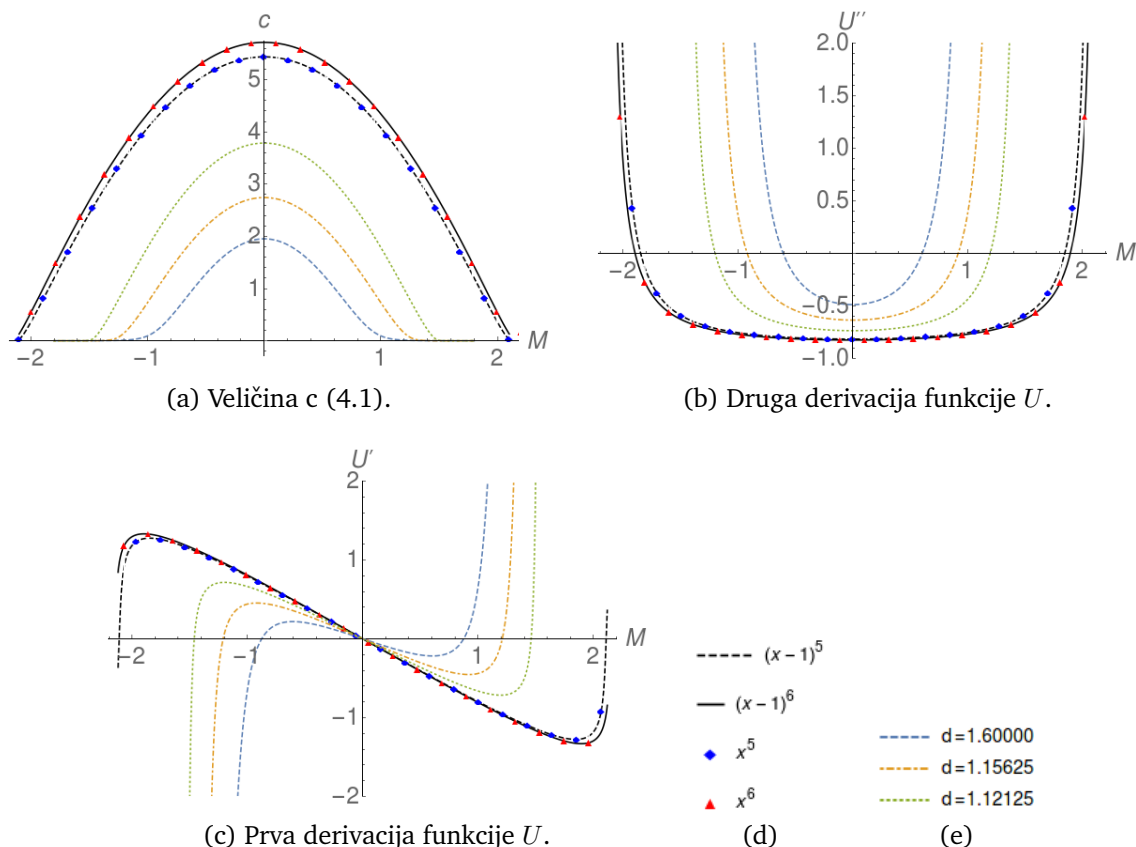 c
5
4
3
2
1
−2 −1 1 2 M
(a) Veličina c (4.1).
U′′
2.0
1.5
1.0
0.5
−2 −1 1 2 M
−0.5
−1.0
(b) Druga derivacija funkcije U.
U′
2
1
−2 −1 1 2 M
−1
−2
(c) Prva derivacija funkcije U.
(x − 1)⁵
(x − 1)⁶
x⁵
x⁶
(d)
d=1.60000
d=1.15625
d=1.12125
(e)